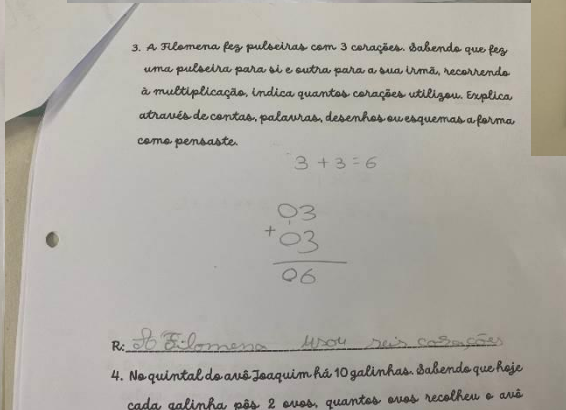 3. A Filomena fez pulseiras com 3 corações. Sabendo que fez
uma pulseira para si e outra para a sua irmã, recorrendo
à multiplicação, indica quantos corações utilizou. Explica
através de contas, palavras, desenhos ou esquemas a forma
como pensaste.
3 + 3 = 6
03
+ 03
06
R: A Filomena usou seis corações
4. No quintal do avô Joaquim há 10 galinhas. Sabendo que hoje
cada galinha pôs 2 ovos, quantos ovos recolheu o avô